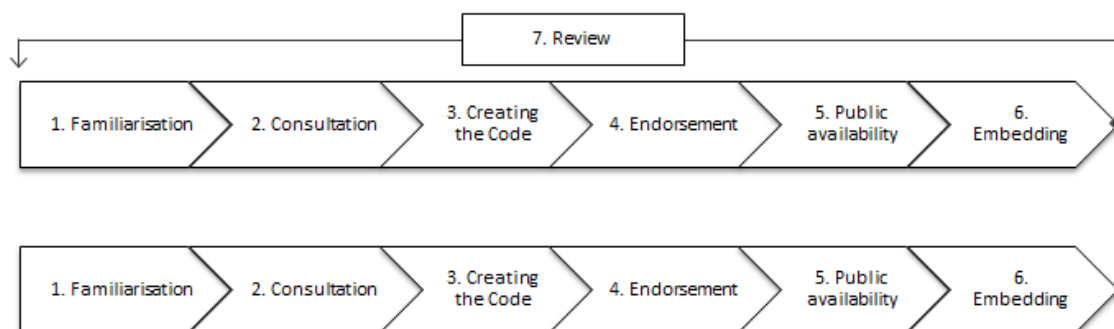 7. Review
1. Familiarisation
2. Consultation
3. Creating
the Code
4. Endorsement
5. Public
availability
6.
Embedding
1. Familiarisation
2. Consultation
3. Creating
the Code
4. Endorsement
5. Public
availability
6.
Embedding